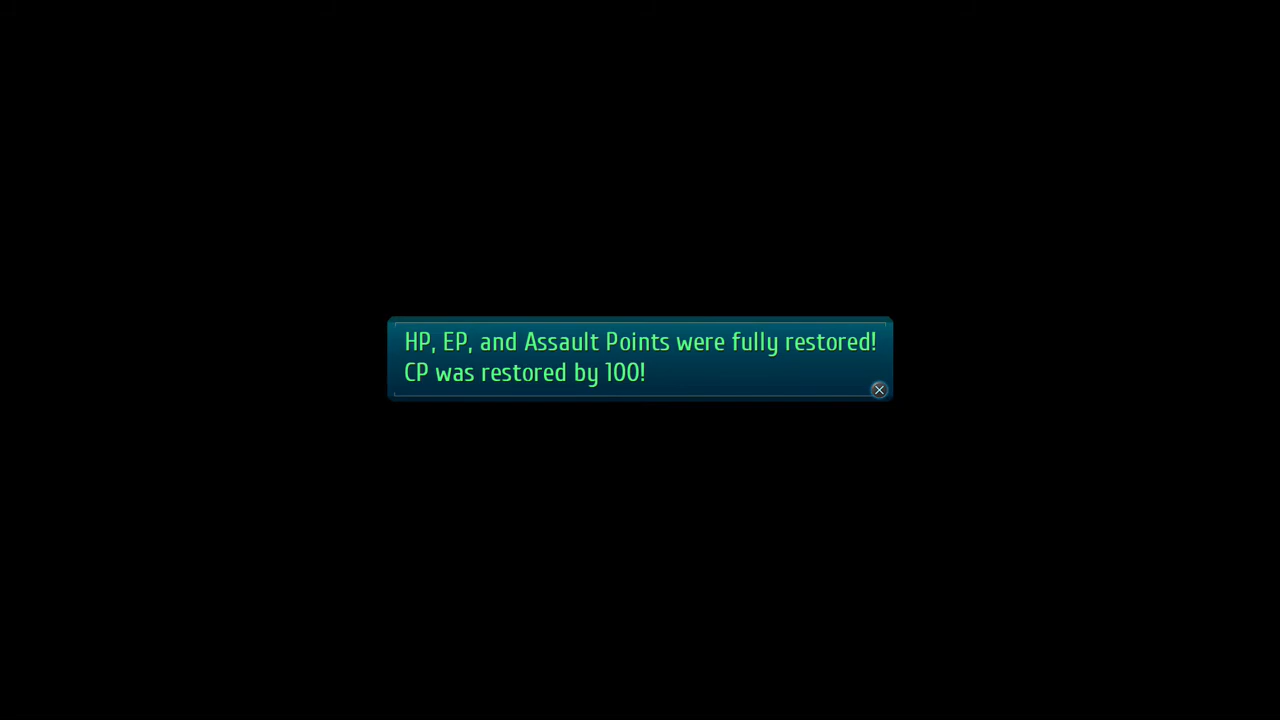 HP, EP, and Assault Points were fully restored!
CP was restored by 100!